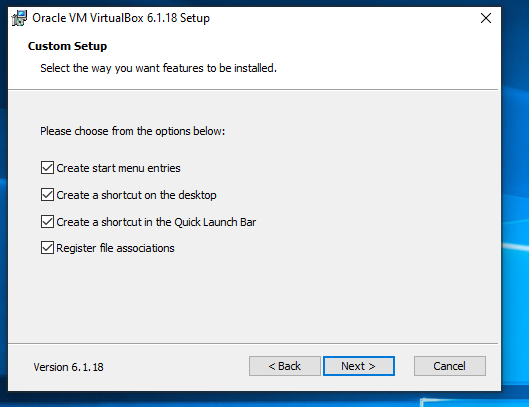 Oracle VM VirtualBox 6.1.18 Setup
Custom Setup
Select the way you want features to be installed.
Please choose from the options below:
Create start menu entries
Create a shortcut on the desktop
Create a shortcut in the Quick Launch Bar
Register file associations
Version 6.1.18
< Back
Next >
Cancel